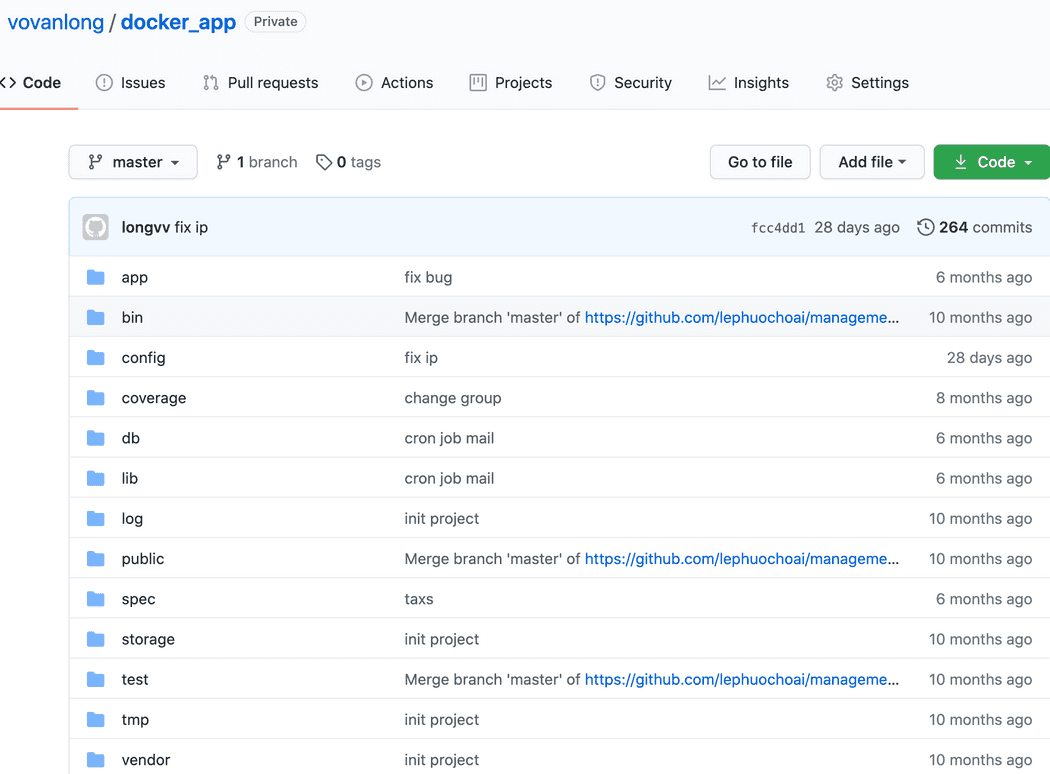 vovanlong / docker_app Private
<> Code Issues Pull requests Actions Projects Security Insights Settings
master 1 branch 0 tags Go to file Add file Code
longvv fix ip fcc4dd1 28 days ago 264 commits
app fix bug 6 months ago
bin Merge branch 'master' of https://github.com/lephuochoai/manageme... 10 months ago
config fix ip 28 days ago
coverage change group 8 months ago
db cron job mail 6 months ago
lib cron job mail 6 months ago
log init project 10 months ago
public Merge branch 'master' of https://github.com/lephuochoai/manageme... 10 months ago
spec taxs 6 months ago
storage init project 10 months ago
test Merge branch 'master' of https://github.com/lephuochoai/manageme... 10 months ago
tmp init project 10 months ago
vendor init project 10 months ago